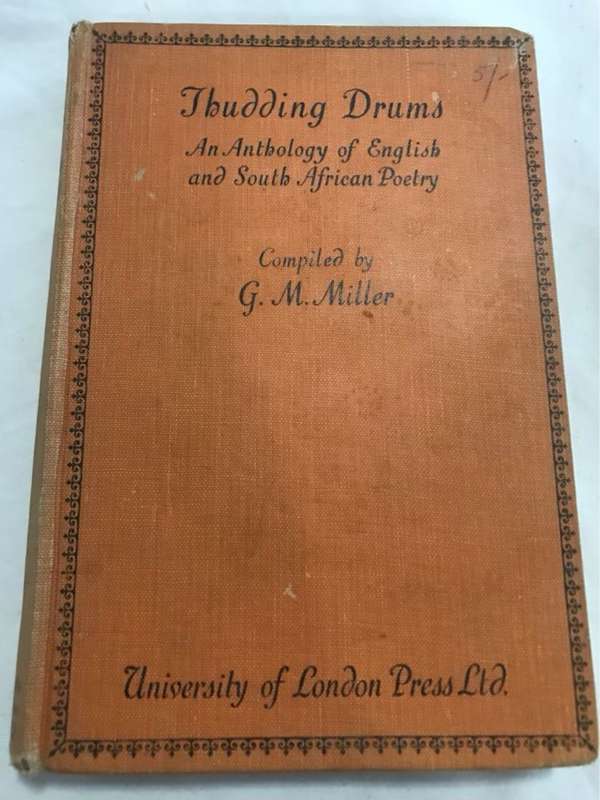 5/-
Thudding Drums
An Anthology of English
and South African Poetry
Compiled by
G. M. Miller
University of London Press Ltd.